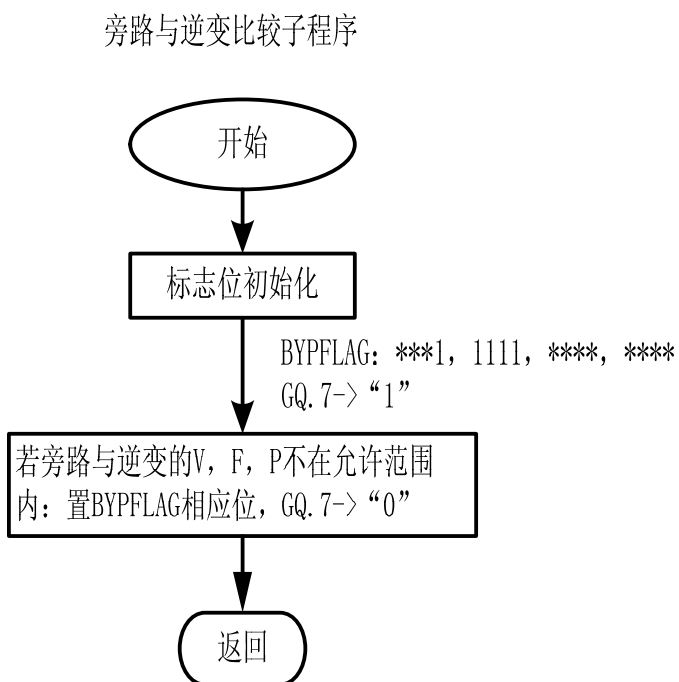 旁路与逆变比较子程序
开始
标志位初始化
BYPFLAG: ***1, 1111, ****, ****
GQ.7->“1”
若旁路与逆变的V, F, P不在允许范围
内: 置BYPFLAG相应位, GQ.7->“0”
返回